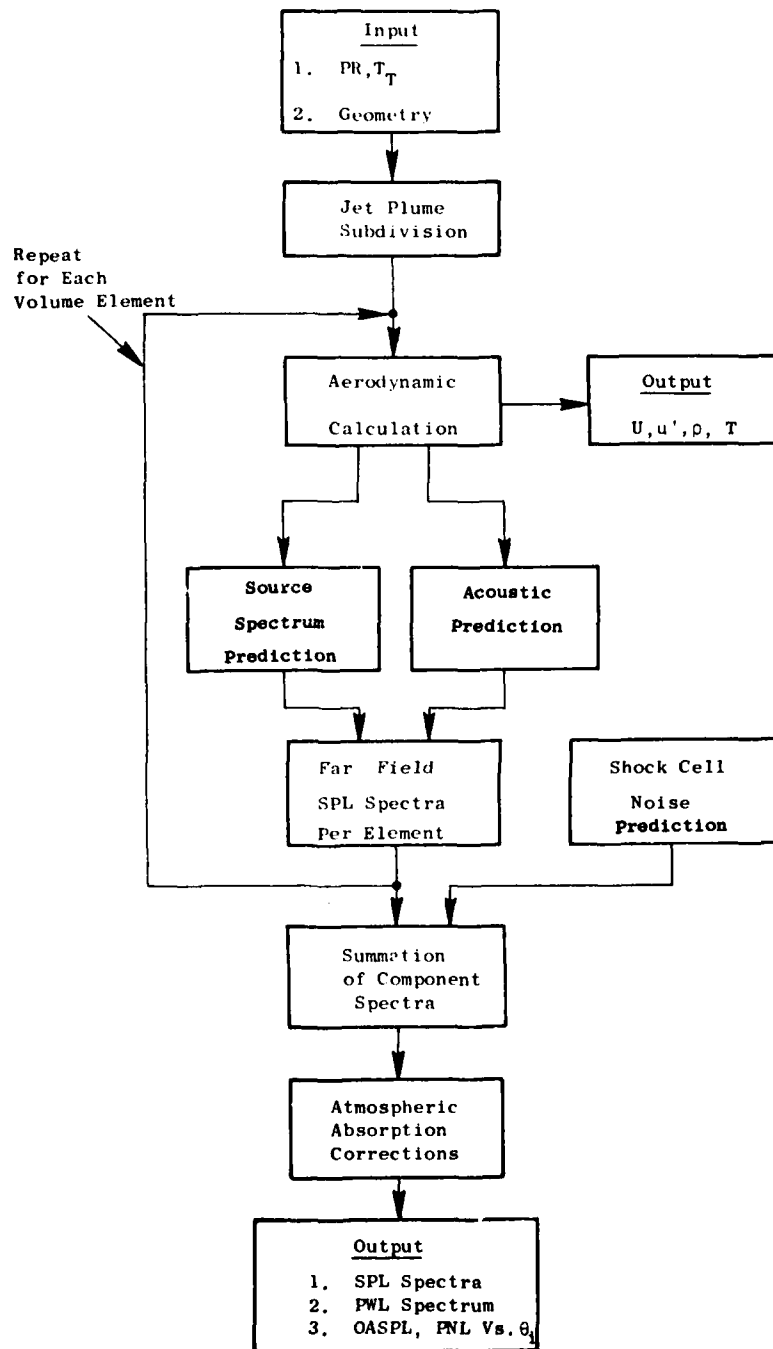 Input
1. PR, T_T
2. Geometry
Jet Plume
Subdivision
Repeat
for Each
Volume Element
Aerodynamic
Calculation
Output
U, u', ρ, T
Source
Spectrum
Prediction
Acoustic
Prediction
Far Field
SPL Spectra
Per Element
Shock Cell
Noise
Prediction
Summation
of Component
Spectra
Atmospheric
Absorption
Corrections
Output
1. SPL Spectra
2. PWL Spectrum
3. OASPL, PNL Vs. θ_i